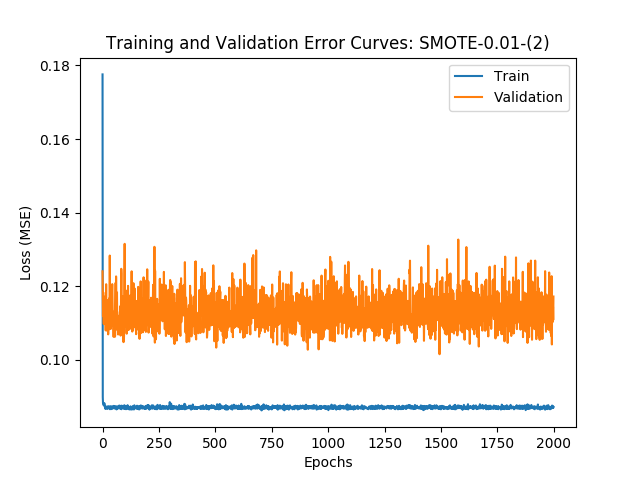 Training and Validation Error Curves: SMOTE-0.01-(2)
Train
Validation
0.18
0.16
0.14
0.12
0.10
Loss (MSE)
0 250 500 750 1000 1250 1500 1750 2000
Epochs